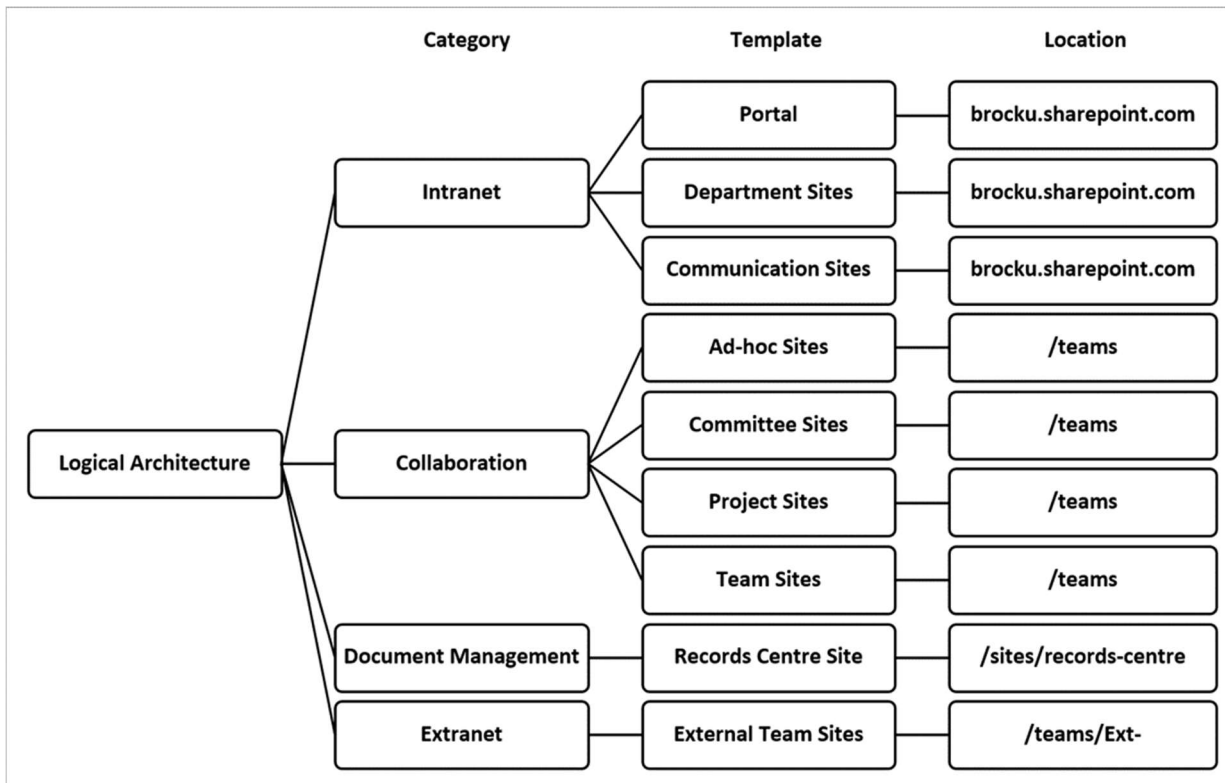 Category
Template
Location
Portal
brocku.sharepoint.com
Intranet
Department Sites
brocku.sharepoint.com
Communication Sites
brocku.sharepoint.com
Ad-hoc Sites
/teams
Committee Sites
/teams
Logical Architecture
Collaboration
Project Sites
/teams
Team Sites
/teams
Document Management
Records Centre Site
/sites/records-centre
Extranet
External Team Sites
/teams/Ext-